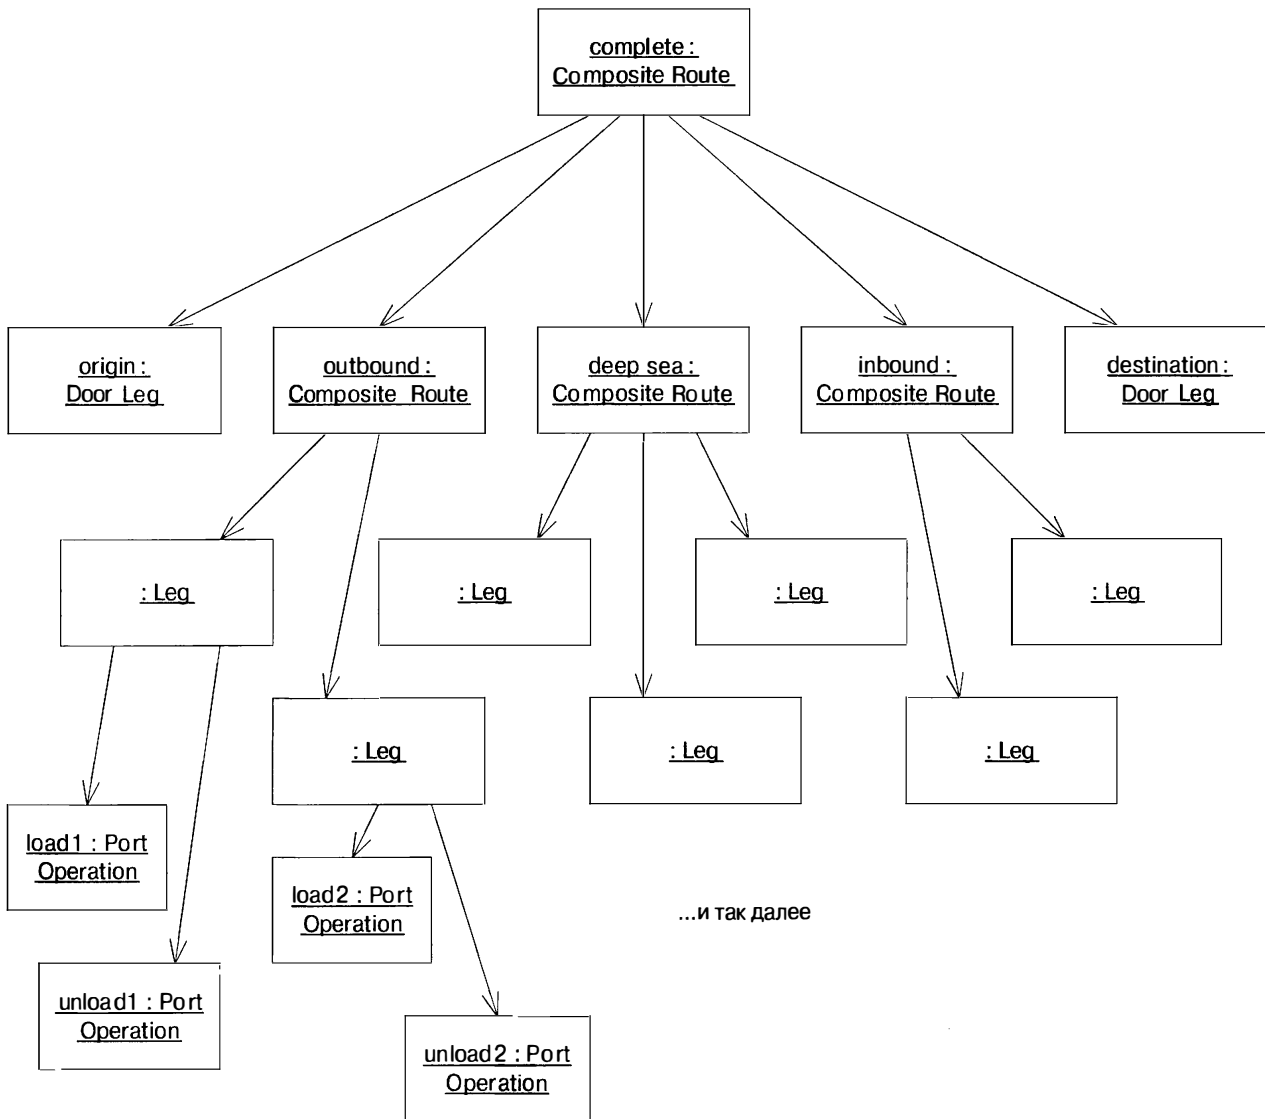 complete :
Composite Route
origin :
Door Leg
outbound :
Composite Route
deep sea :
Composite Route
inbound :
Composite Route
destination :
Door Leg
: Leg
: Leg
: Leg
: Leg
: Leg
: Leg
: Leg
load1 : Port
Operation
load2 : Port
Operation
...и так далее
unload1 : Port
Operation
unload2 : Port
Operation